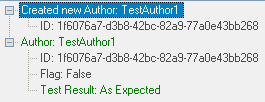 Created new Author: TestAuthor1
ID: 1f6076a7-d3b8-42bc-82a9-77a0e43bb268
Author: TestAuthor1
ID: 1f6076a7-d3b8-42bc-82a9-77a0e43bb268
Flag: False
Test Result: As Expected